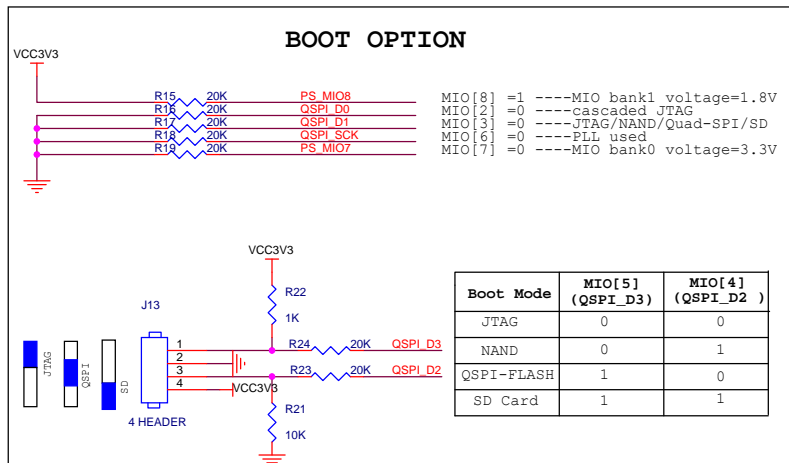 BOOT OPTION
VCC3V3
R15 20K PS_MIO8 MIO[8] =1 ----MIO bank1 voltage=1.8V
R16 20K QSPI_D0 MIO[2] =0 ----cascaded JTAG
R17 20K QSPI_D1 MIO[3] =0 ----JTAG/NAND/Quad-SPI/SD
R18 20K QSPI_SCK MIO[6] =0 ----PLL used
R19 20K PS_MIO7 MIO[7] =0 ----MIO bank0 voltage=3.3V
VCC3V3
R22
1K
J13
JTAG
QSPI
SD
1
2
3
4
R24 20K QSPI_D3
R23 20K QSPI_D2
VCC3V3
R21
10K
4 HEADER
Boot Mode MIO[5] (QSPI_D3) MIO[4] (QSPI_D2 )
JTAG 0 0
NAND 0 1
QSPI-FLASH 1 0
SD Card 1 1